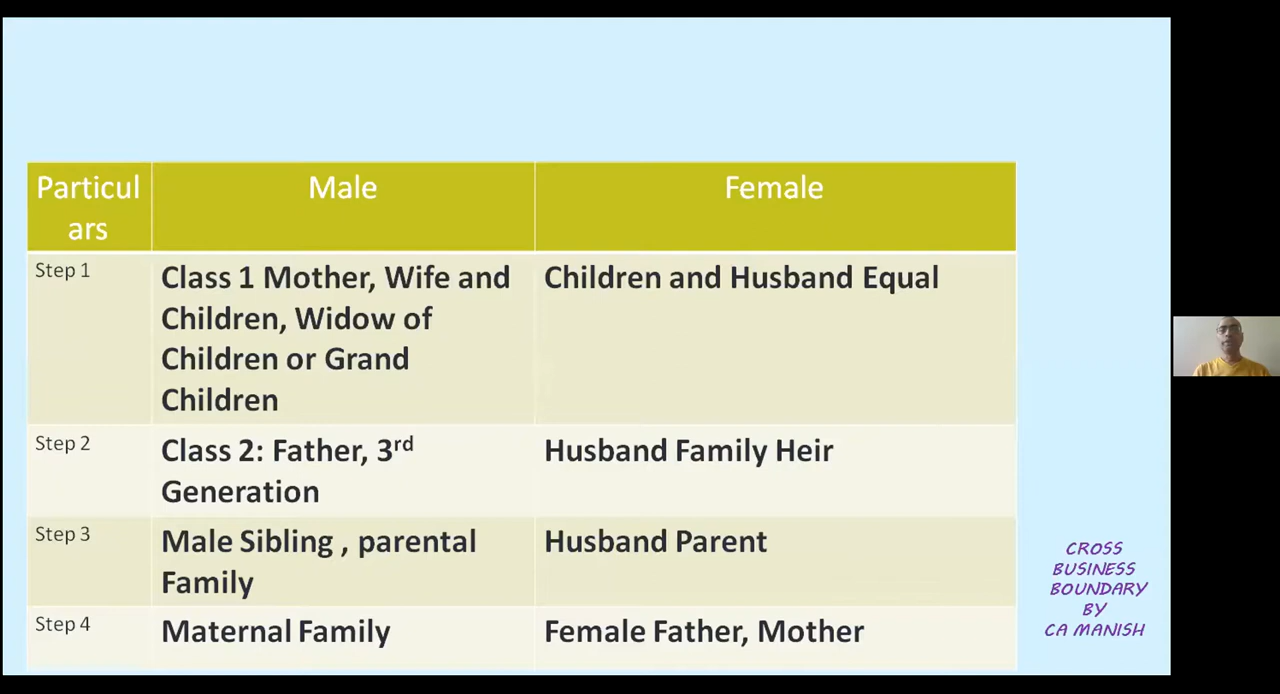 Particul
ars
Male
Female
Step 1
Class 1 Mother, Wife and
Children, Widow of
Children or Grand
Children
Children and Husband Equal
Step 2
Class 2: Father, 3rd
Generation
Husband Family Heir
Step 3
Male Sibling , parental
Family
Husband Parent
Step 4
Maternal Family
Female Father, Mother
CROSS
BUSINESS
BOUNDARY
BY
CA MANISH